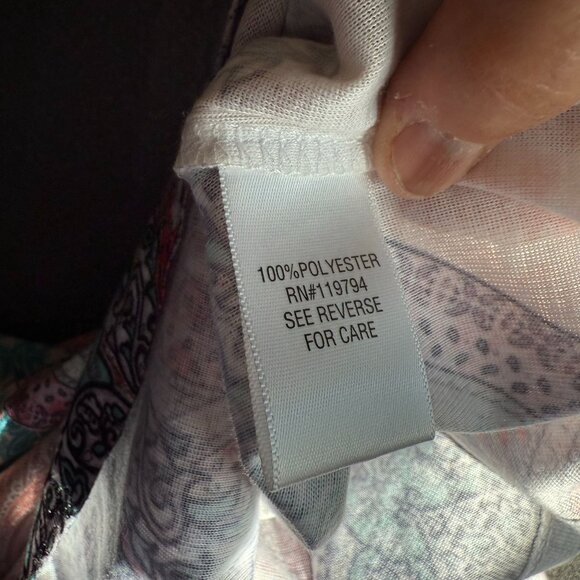 100%POLYESTER
RN#119794
SEE REVERSE
FOR CARE